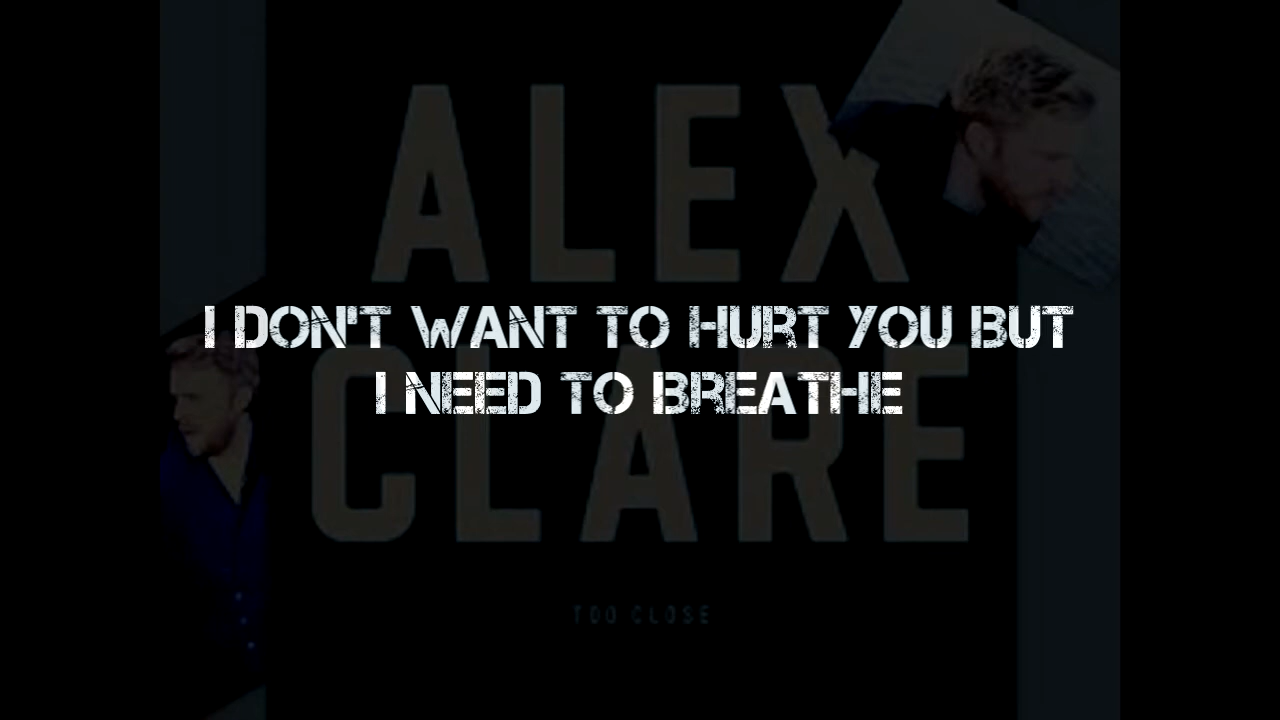 ALEX
I DON'T WANT TO HURT YOU BUT
I NEED TO BREATHE
CLARE
TOO CLOSE